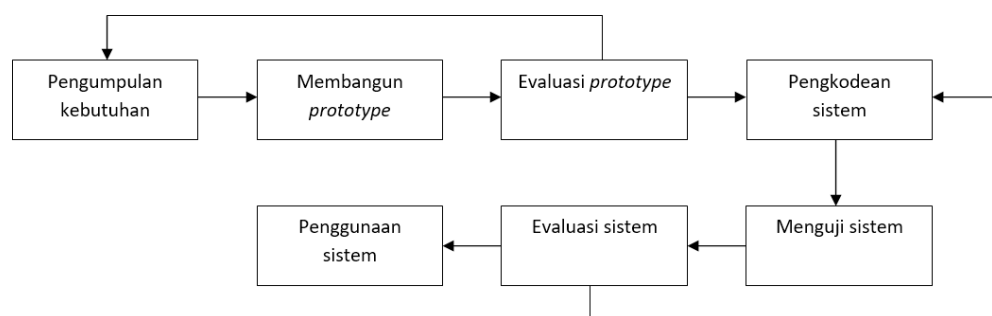 Pengumpulan
kebutuhan
Membangun
prototype
Evaluasi prototype
Pengkodean
sistem
Penggunaan
sistem
Evaluasi sistem
Menguji sistem